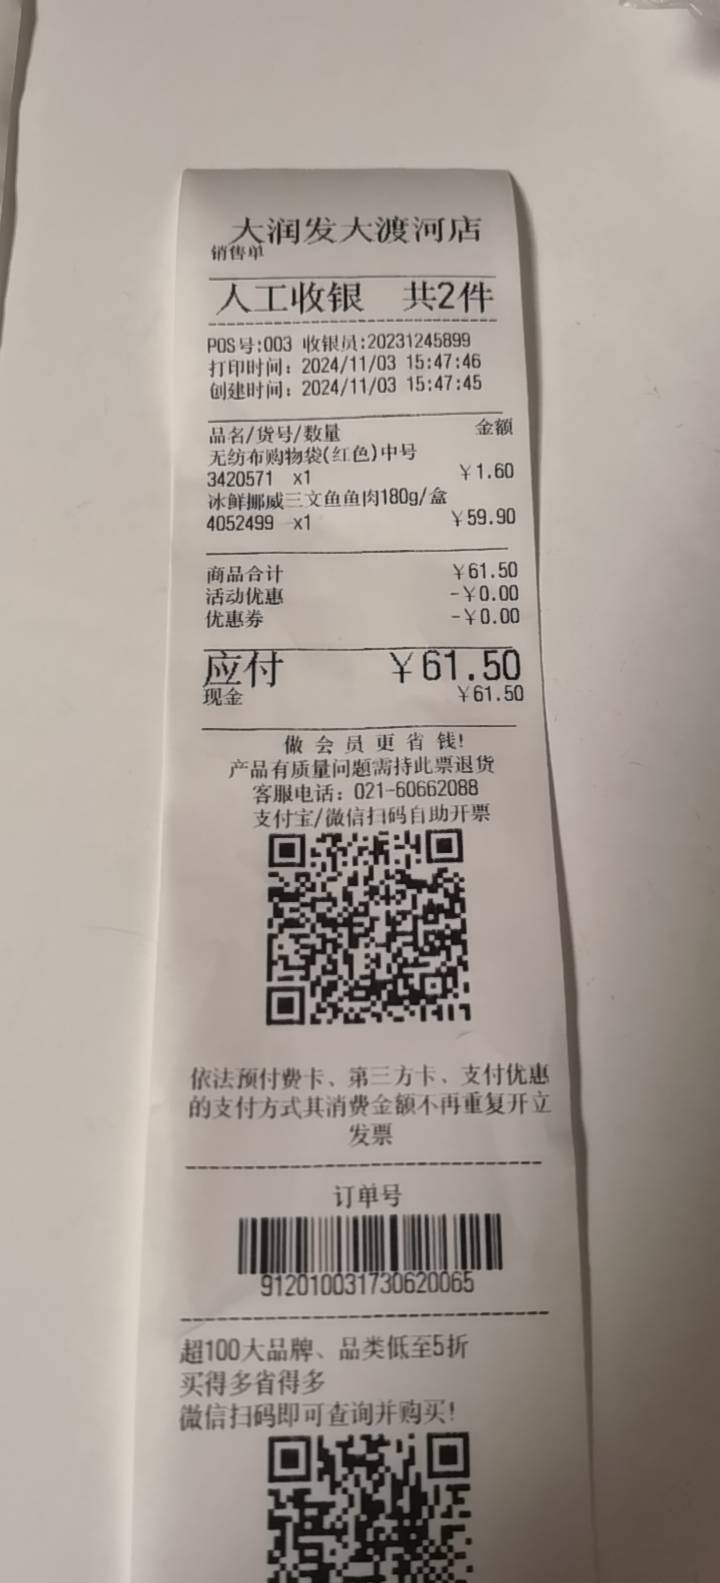 大润发大渡河店
销售单
人工收银 共2件
POS号:003 收银员:20231245899
打印时间: 2024/11/03 15:47:46
创建时间: 2024/11/03 15:47:45
品名/货号/数量 金额
无纺布购物袋(红色)中号
3420571 x1 ￥1.60
冰鲜挪威三文鱼鱼肉180g/盒
4052499 x1 ￥59.90
商品合计 ￥61.50
活动优惠 -￥0.00
优惠券 -￥0.00
应付 ￥61.50
现金 ￥61.50
做会员更省钱!
产品有质量问题需持此票退货
客服电话: 021-60662088
支付宝/微信扫码自助开票
依法预付费卡、第三方卡、支付优惠
的支付方式其消费金额不再重复开立
发票
订单号
912010031730620065
超100大品牌、品类低至5折
买得多省得多
微信扫码即可查询并购买!